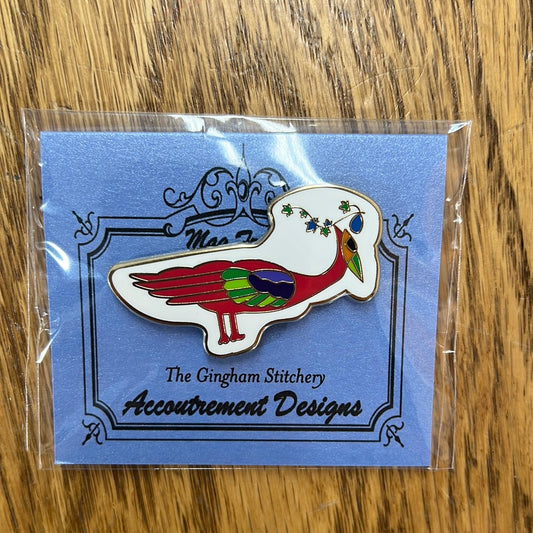 The Gingham Stitchery
Accoutrement Designs